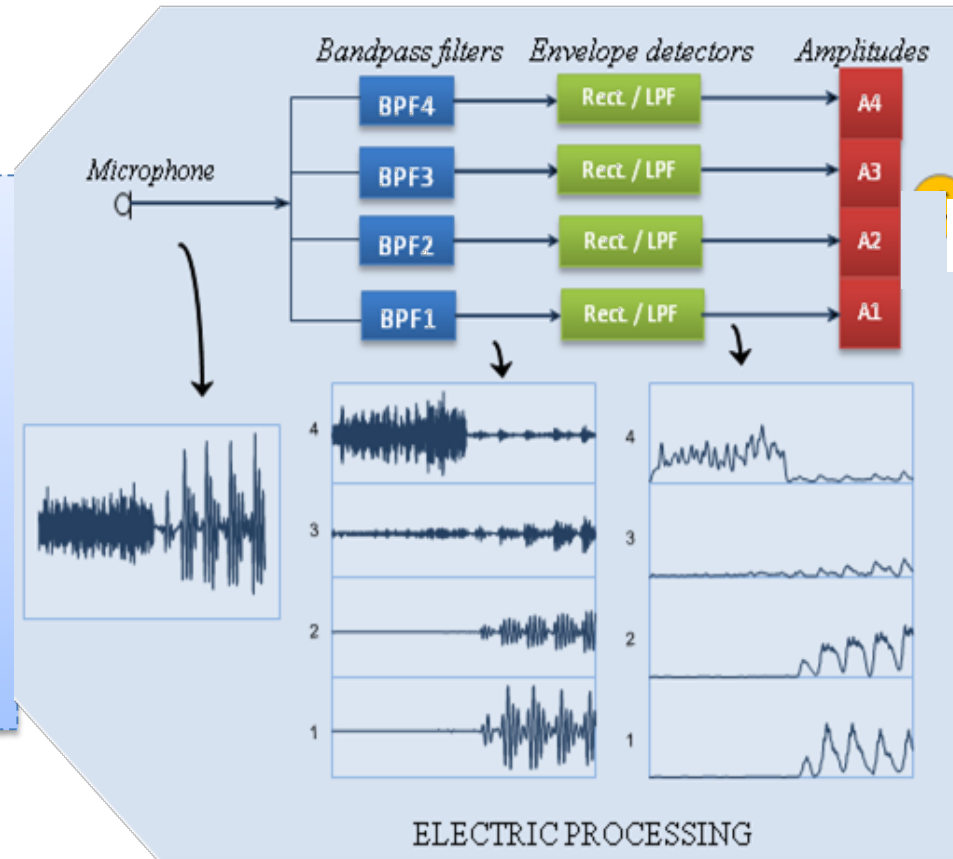 Bandpass filters Envelope detectors Amplitudes
BPF4 Rect. / LPF A4
Microphone
BPF3 Rect. / LPF A3
BPF2 Rect. / LPF A2
BPF1 Rect. / LPF A1
4 4
3 3
2 2
1 1
ELECTRIC PROCESSING